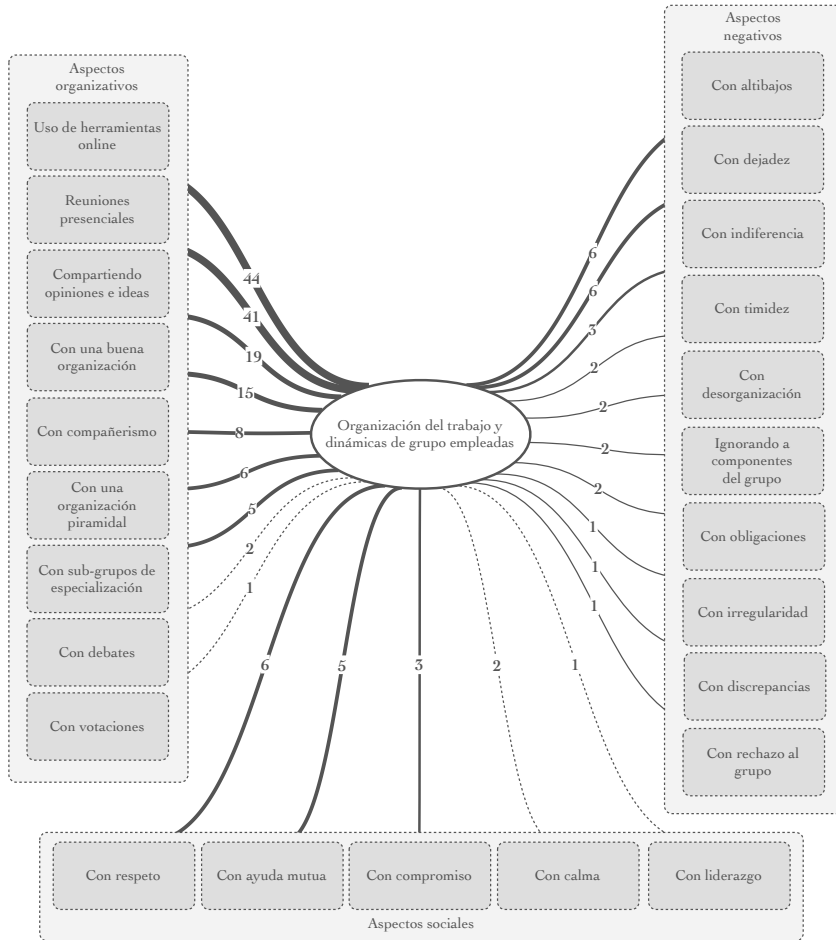 Aspectos
organizativos
Uso de herramientas
online
Reuniones
presenciales
Compartiendo
opiniones e ideas
Con una buena
organización
Con compañerismo
Con una
organización
piramidal
Con sub-grupos de
especialización
Con debates
Con votaciones
44
41
19
15
8
6
5
2
1
Organización del trabajo y
dinámicas de grupo empleadas
Aspectos
negativos
Con altibajos
Con dejadez
Con indiferencia
Con timidez
Con
desorganización
Ignorando a
componentes
del grupo
Con obligaciones
Con irregularidad
Con discrepancias
Con rechazo al
grupo
6
6
3
2
2
2
2
1
1
1
6
5
3
2
1
Con respeto
Con ayuda mutua
Con compromiso
Con calma
Con liderazgo
Aspectos sociales